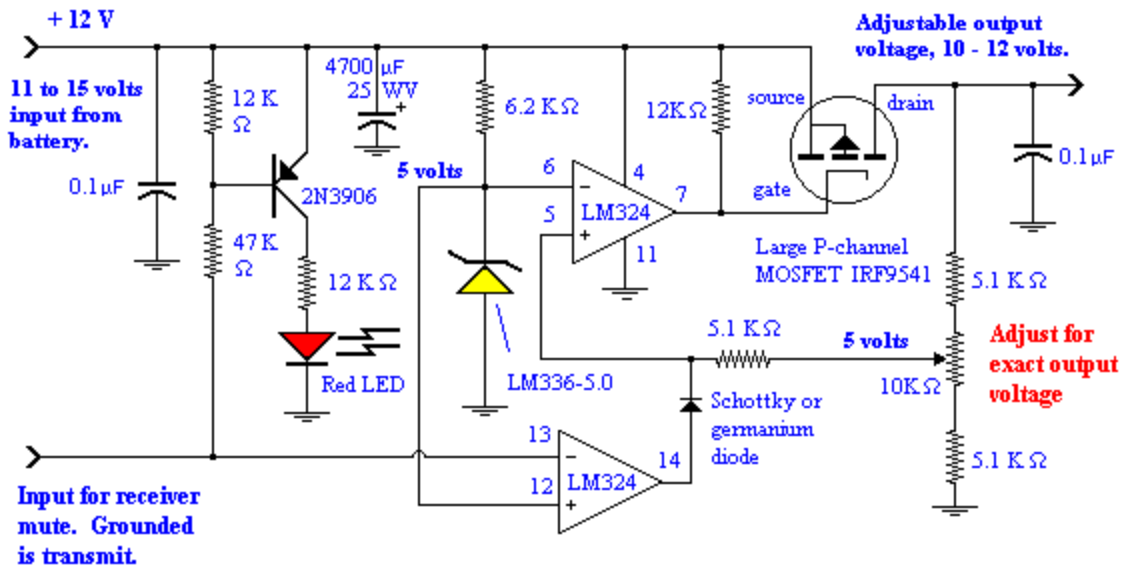 + 12 V
11 to 15 volts
input from
battery.
0.1µF
12 K
Ω
47 K
Ω
2N3906
12 K Ω
Red LED
4700 µF
25 WV
+
5 volts
6.2 K Ω
LM336-5.0
6
−
5
+
LM324
4
11
7
12KΩ
source
drain
gate
Large P-channel
MOSFET IRF9541
Adjustable output
voltage, 10 - 12 volts.
0.1µF
5.1 K Ω
5.1 K Ω
5 volts
10KΩ
Adjust for
exact output
voltage
5.1 K Ω
Schottky or
germanium
diode
13
−
12
+
LM324
14
Input for receiver
mute. Grounded
is transmit.